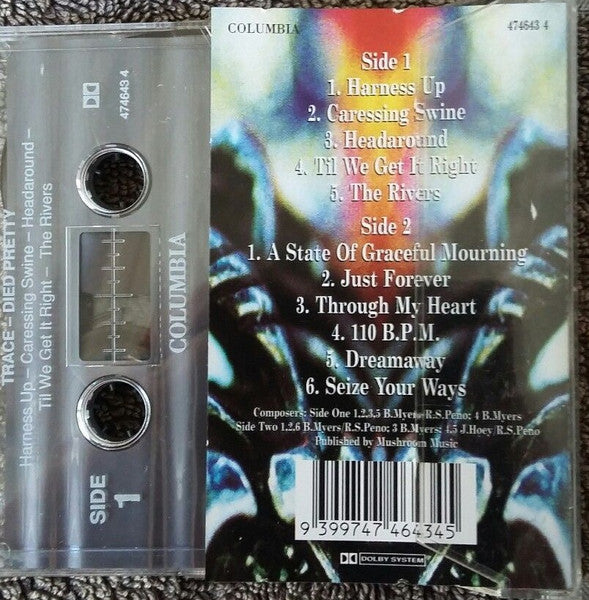 TRACE – DIED PRETTY
Harness Up – Caressing Swine – Headaround –
Til We Get It Right – The Rivers
474643 4
COLUMBIA
SIDE
1
COLUMBIA
474643 4
Side 1
1. Harness Up
2. Caressing Swine
3. Headaround
4. Til We Get It Right
5. The Rivers
Side 2
1. A State Of Graceful Mourning
2. Just Forever
3. Through My Heart
4. 110 B.P.M.
5. Dreamaway
6. Seize Your Ways
Composers: Side One 1,2,3,5 B.Myers/R.S.Peno; 4 B.Myers
Side Two 1,2,6 B.Myers/R.S.Peno; 3 B.Myers; 4,5 J.Hoey/R.S.Peno
Published by Mushroom Music
9 399747 464345
DOLBY SYSTEM